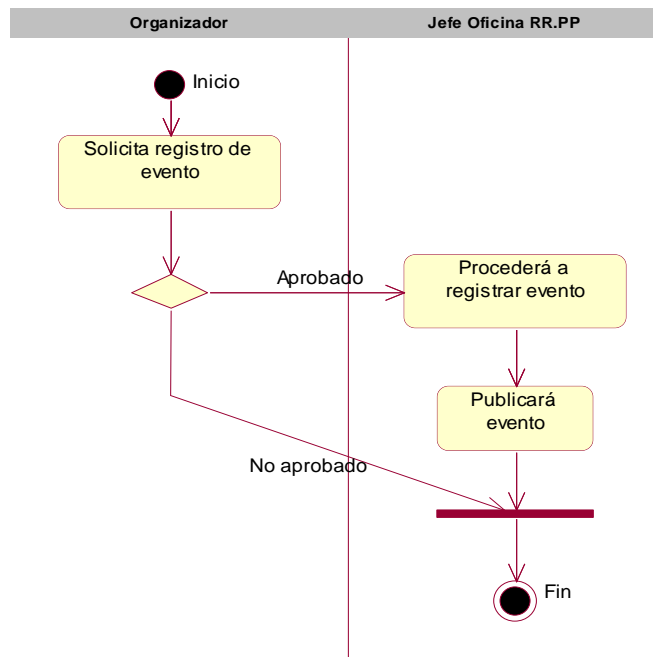 Organizador
Jefe Oficina RR.PP
Inicio
Solicita registro de
evento
Aprobado
Procederá a
registrar evento
Publicará
evento
No aprobado
Fin